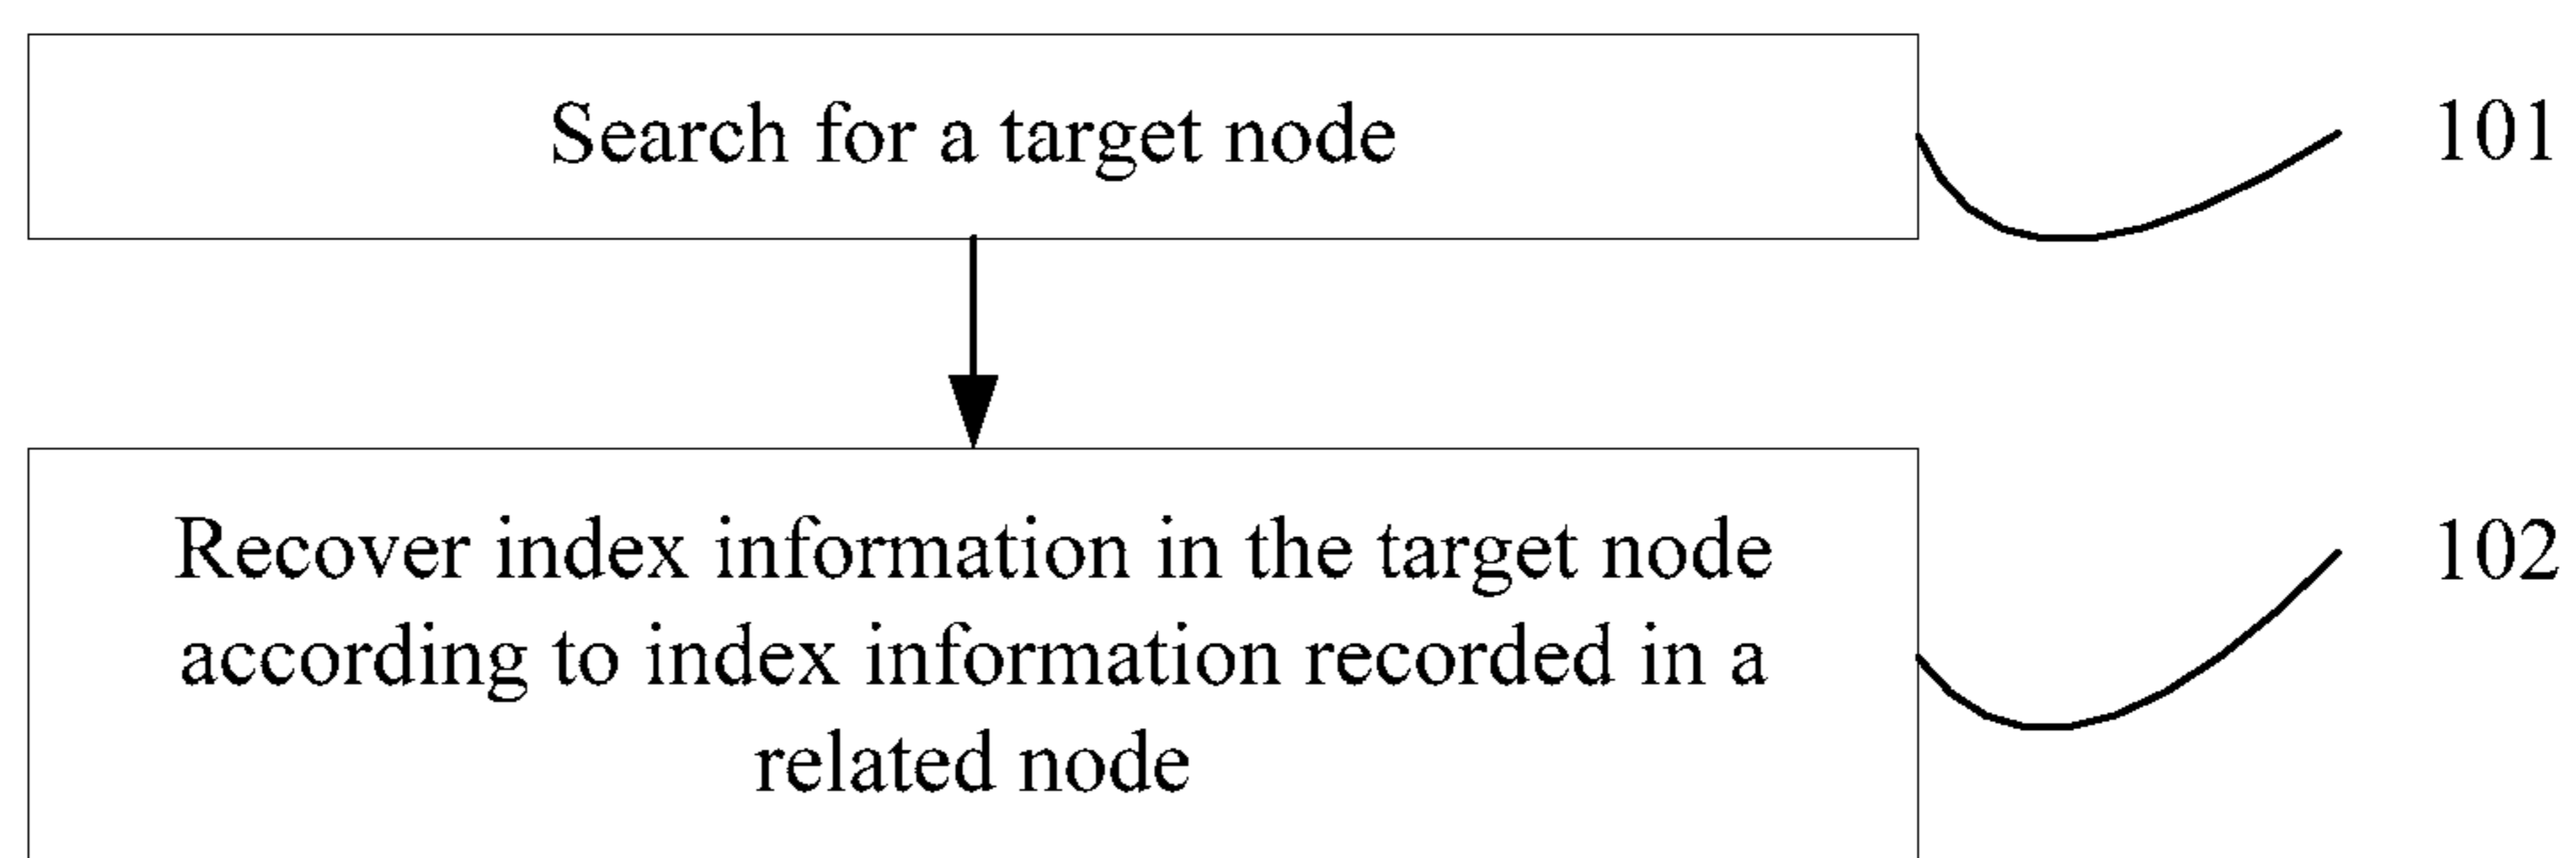 Search for a target node
101
Recover index information in the target node
102
according to index information recorded in a
related node